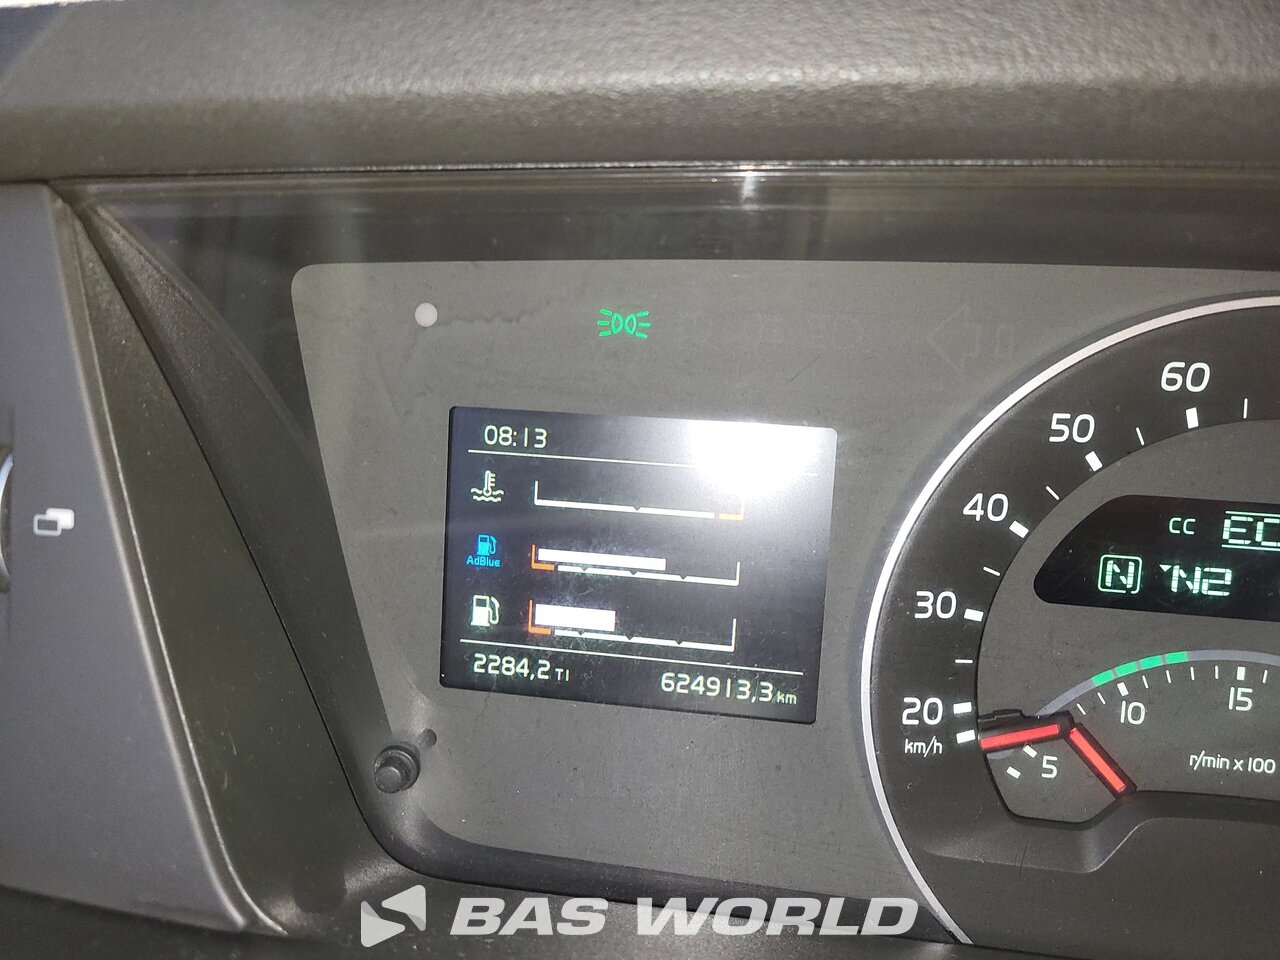 08:13
AdBlue
2284,2 TI
624913,3 km
60
50
40
30
20
km/h
CC
N N2
5
10
15
r/min x 100
BAS WORLD